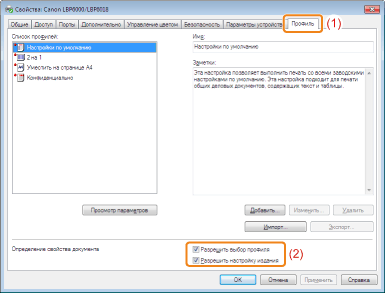 Свойства: Canon LBP6000/LBP6018
Общие Доступ Порты Дополнительно Управление цветом Безопасность Параметры устройств Профиль (1)
Список профилей:
Настройки по умолчанию
2 на 1
Уместить на странице A4
Конфиденциально
Имя:
Настройки по умолчанию
Заметки:
Эта настройка позволяет выполнить печать со всеми заводскими
настройками по умолчанию. Эта настройка подходит для печати
общих деловых документов, содержащих текст и таблицы.
Просмотр параметров
Добавить... Изменить... Удалить
Импорт... Экспорт...
Определение свойства документа
Разрешить выбор профиля
Разрешить настройку издания
(2)
OK Отмена Применить Справка